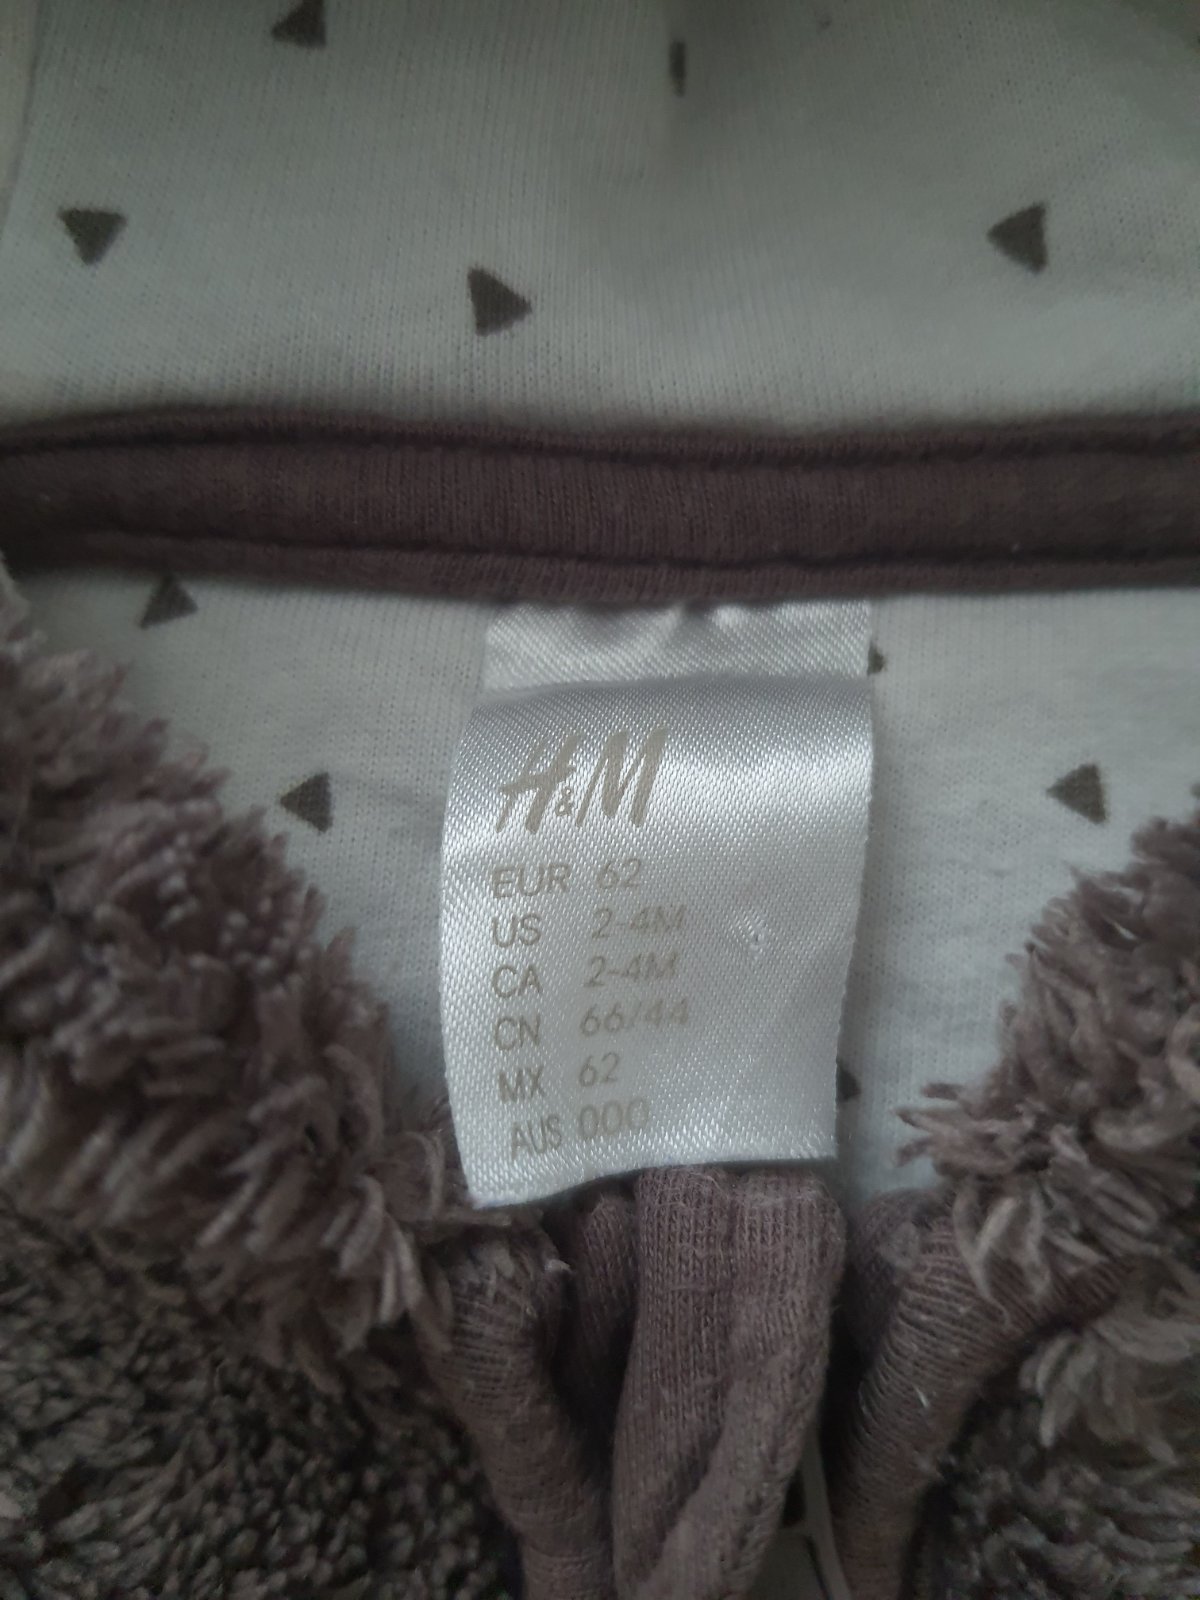 H&M
EUR 62
US 2-4M
CA 2-4M
CN 66/44
MX 62
AUS 000